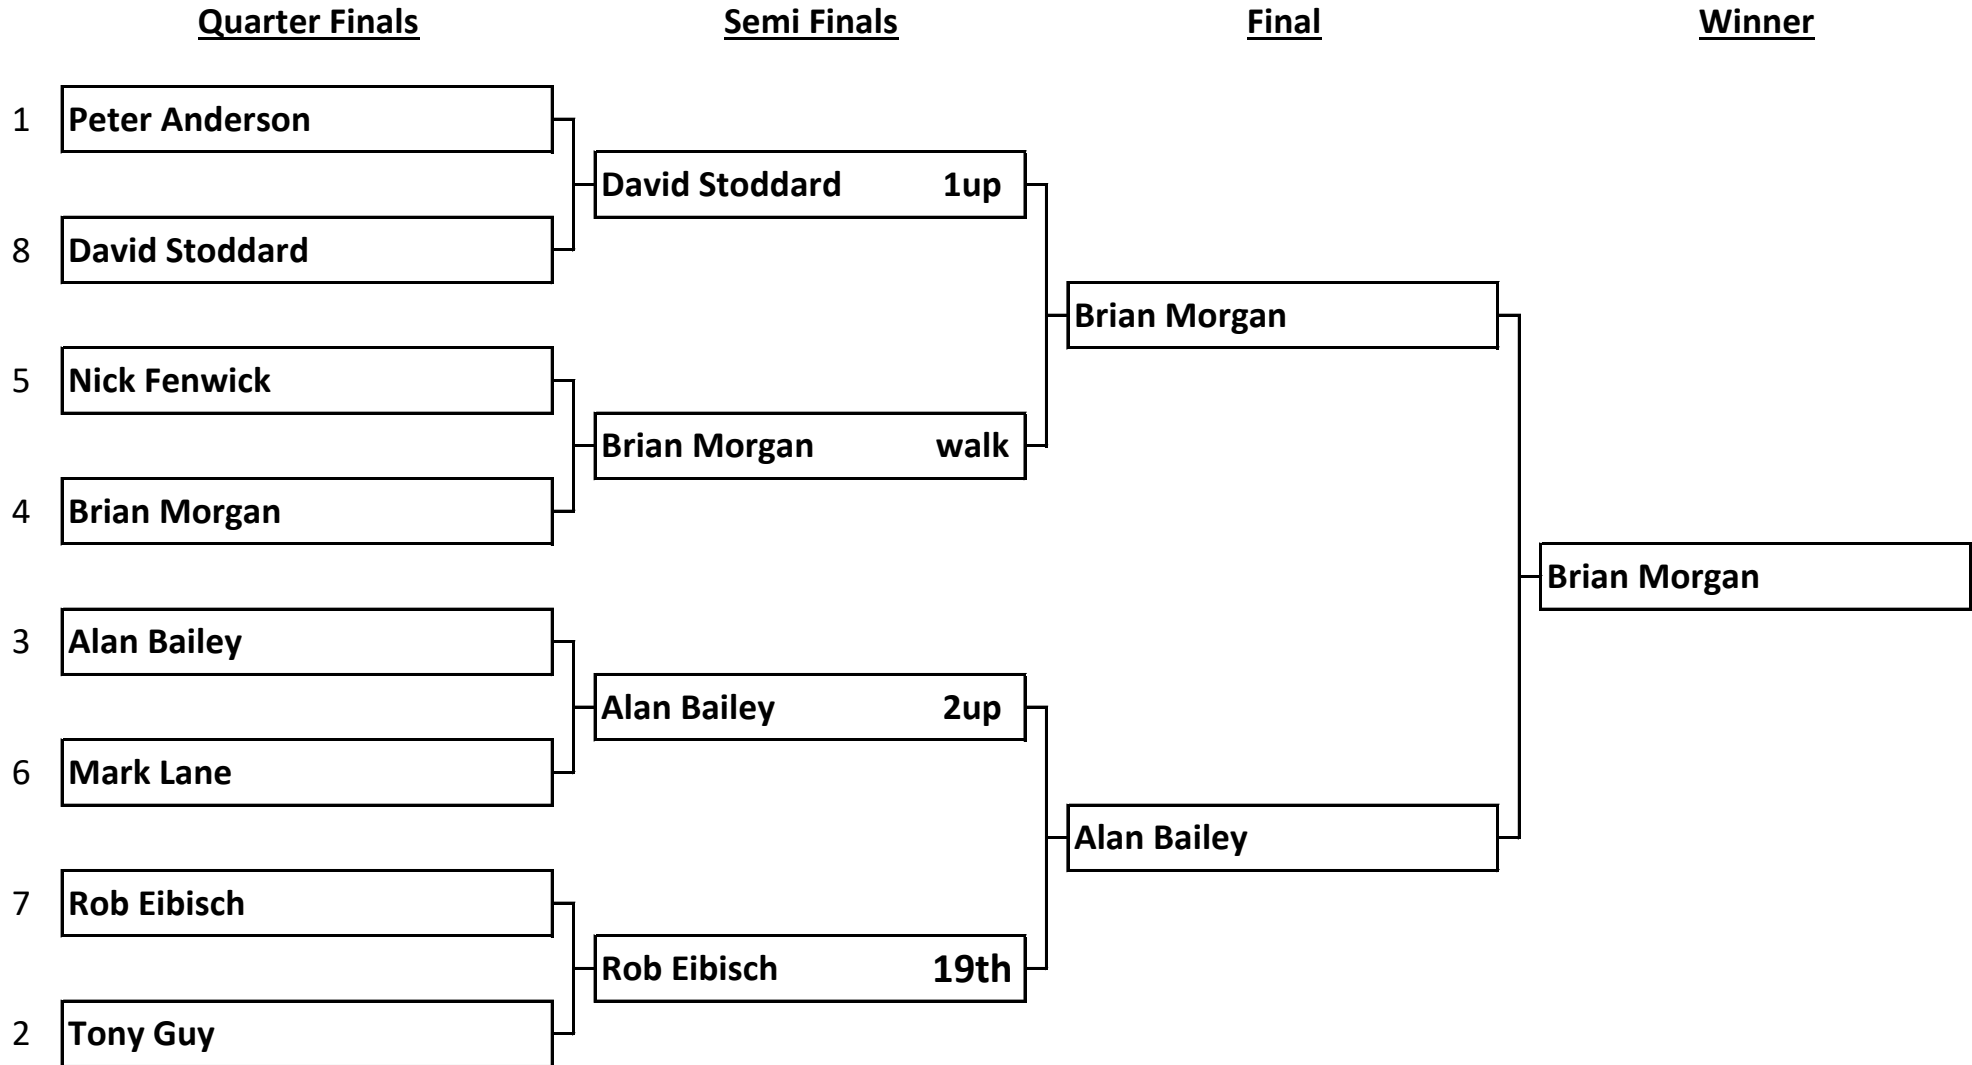 Quarter Finals Semi Finals Final Winner
1 Peter Anderson
David Stoddard 1up
8 David Stoddard
Brian Morgan
5 Nick Fenwick
Brian Morgan walk
4 Brian Morgan
Brian Morgan
3 Alan Bailey
Alan Bailey 2up
6 Mark Lane
Alan Bailey
7 Rob Eibisch
Rob Eibisch 19th
2 Tony Guy